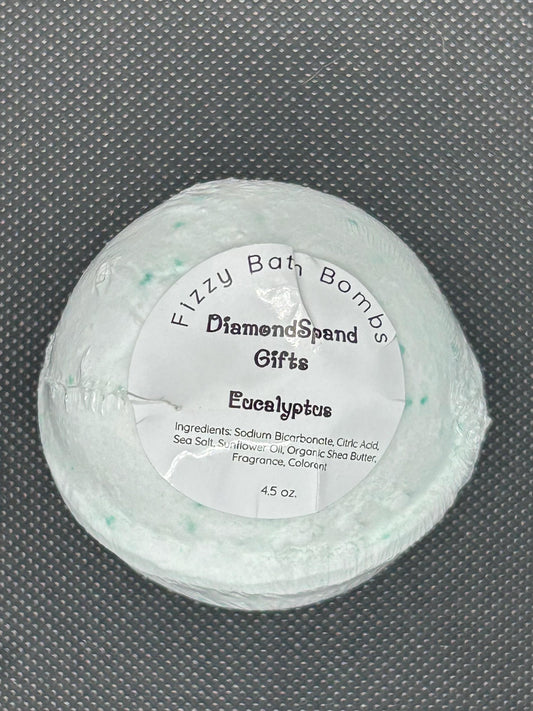 Fizzy Bath Bombs
DiamondSpand
Gifts
Eucalyptus
Ingredients: Sodium Bicarbonate, Citric Acid,
Sea Salt, Sunflower Oil, Organic Shea Butter,
Fragrance, Colorant
4.5 oz.